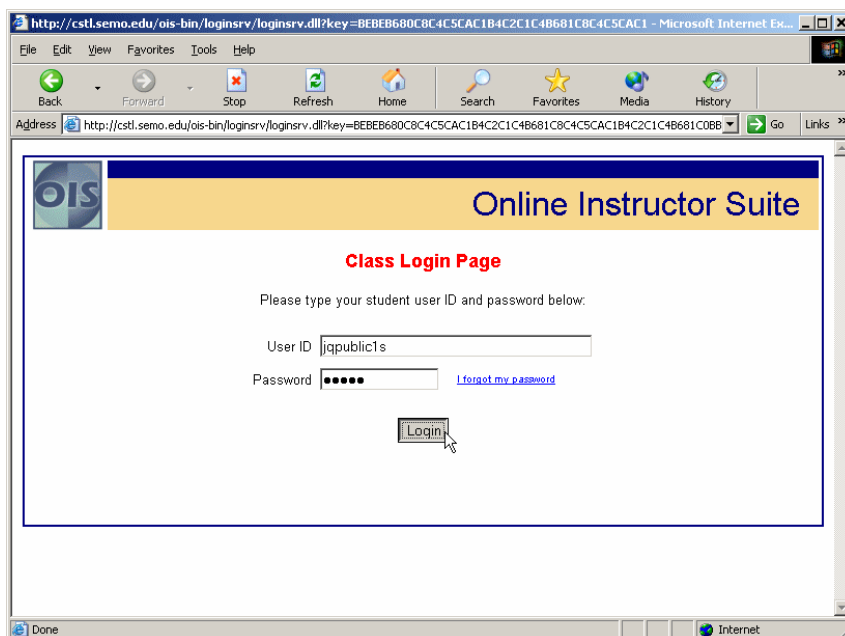 http://cstl.semo.edu/ois-bin/loginsrv/loginsrv.dll?key=BEBEB680C8C4C5CAC1B4C2C1C4B681C8C4C5CAC1 - Microsoft Internet Ex...
File Edit View Favorites Tools Help
Back Forward Stop Refresh Home Search Favorites Media History
Address http://cstl.semo.edu/ois-bin/loginsrv/loginsrv.dll?key=BEBEB680C8C4C5CAC1B4C2C1C4B681C8C4C5CAC1B4C2C1C4B681C0BB Go Links
OIS Online Instructor Suite
Class Login Page
Please type your student user ID and password below:
User ID jqpublic1s
Password ●●●●● I forgot my password
Login
Done Internet